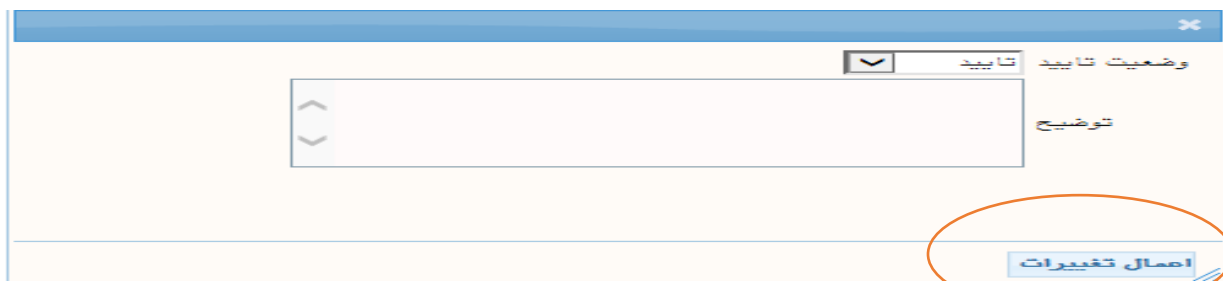 وضعیت تایید تایید
توضیح
اعمال تغییرات